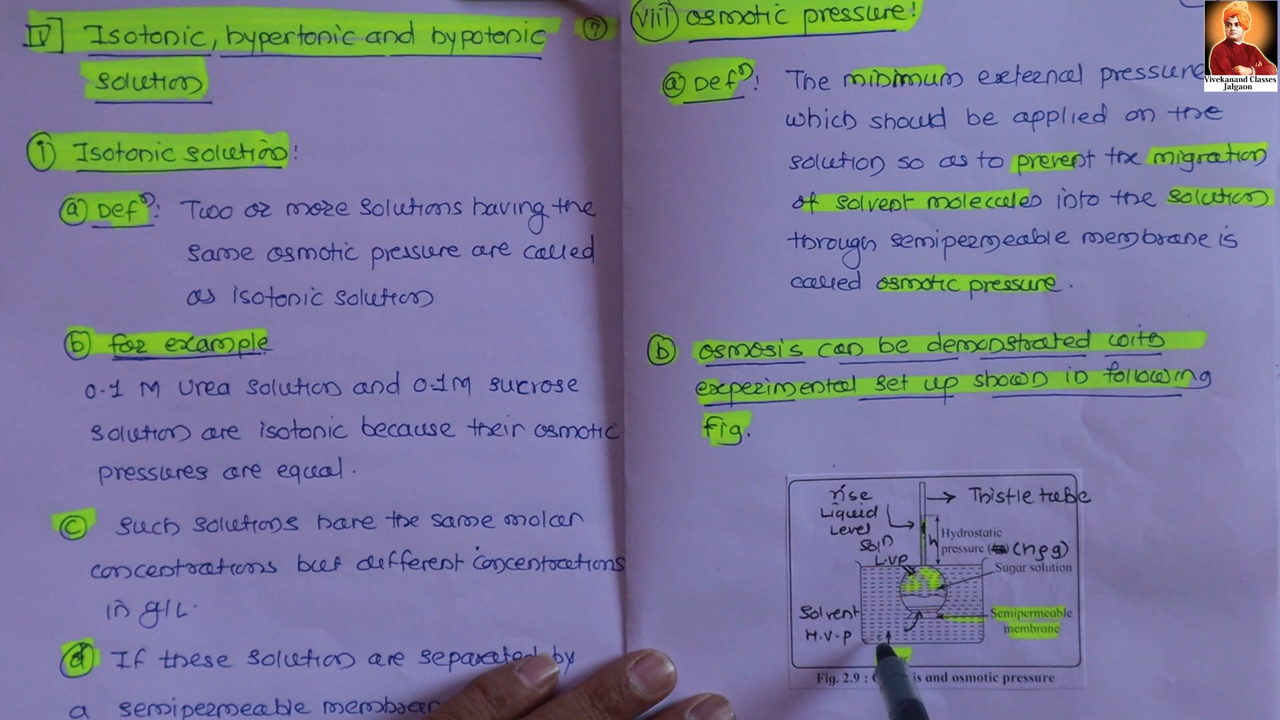 IV] Isotonic, hypertonic and hypotonic
solution
i) Isotonic solution:
a) Defn: Two or more solutions having the
same osmotic pressure are called
as isotonic solution
b) for example
0.1 M Urea solution and 0.1M sucrose
solution are isotonic because their osmotic
pressures are equal.
c) such solutions have the same molar
concentrations but different concentrations
in g/L.
d) If these solution are separated by
a semipermeable
7
viii) osmotic pressure!
a) Defn: The minimum external pressure
which should be applied on the
solution so as to prevent the migration
of solvent molecules into the solution
through semipermeable membrane is
called osmotic pressure.
b) osmosis can be demonstrated with
experimental set up shown in following
fig.
rise
Liquid
Level
Thistle tube
soln
L.V.P
h
Hydrostatic
pressure (hρg)
Sugar solution
Solvent
H.V.P
Semipermeable
membrane
Fig. 2.9 : is and osmotic pressure
Vivekanand Classes
Jalgaon